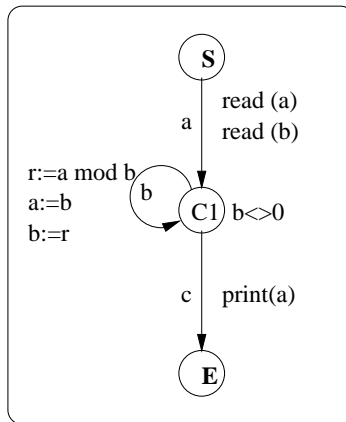 S
read (a)
a
read (b)
r:=a mod b
b
a:=b
C1
b<>0
b:=r
c
print(a)
E